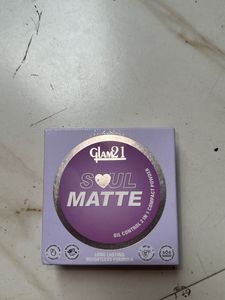 GLAM21
SOUL
MATTE
OIL CONTROL 2 IN 1 COMPACT POWDER
LONG LASTING
WEIGHTLESS FORMULA